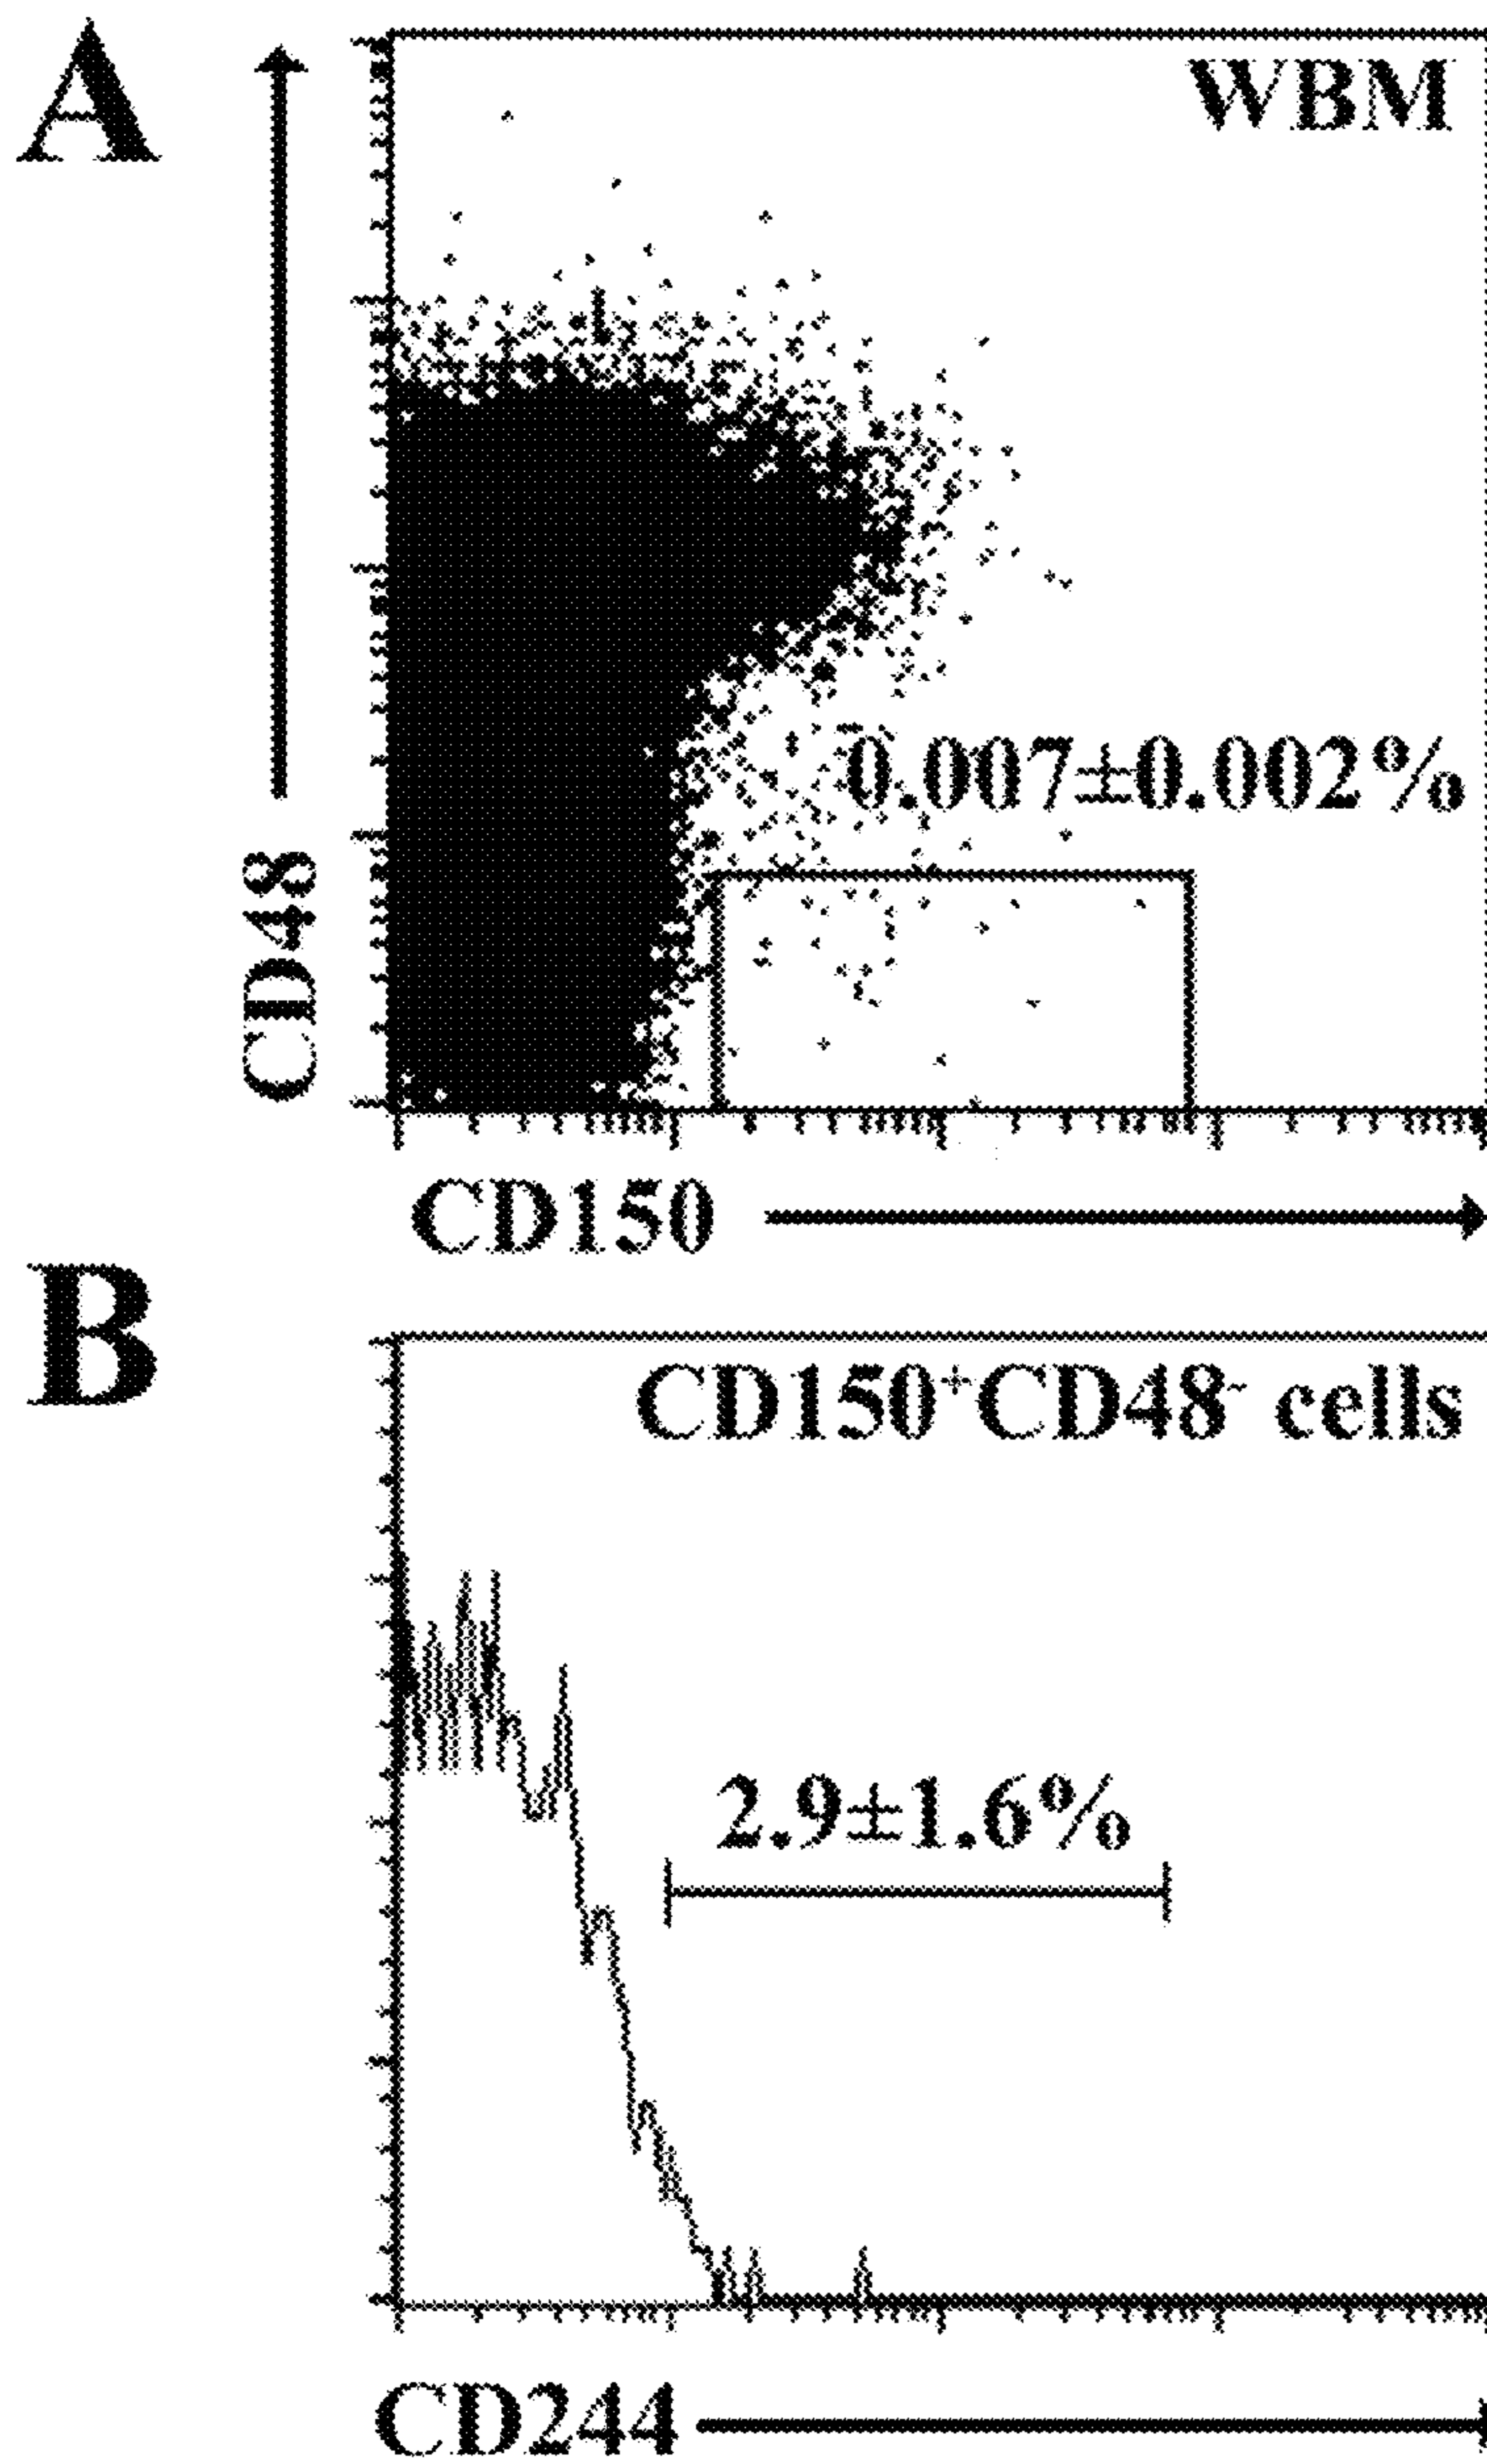 A
WBM
CD48
0.007±0.002%
CD150
B
CD150⁺CD48⁻ cells
2.9±1.6%
CD244